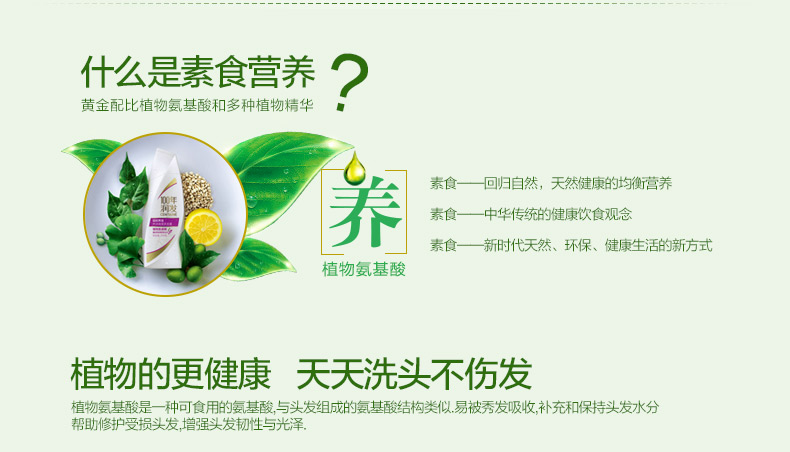 什么是素食营养?
黄金配比植物氨基酸和多种植物精华
100年
润发
养
植物氨基酸
素食——回归自然，天然健康的均衡营养
素食——中华传统的健康饮食观念
素食——新时代天然、环保、健康生活的新方式
植物的更健康 天天洗头不伤发
植物氨基酸是一种可食用的氨基酸,与头发组成的氨基酸结构类似.易被秀发吸收,补充和保持头发水分
帮助修护受损头发,增强头发韧性与光泽.